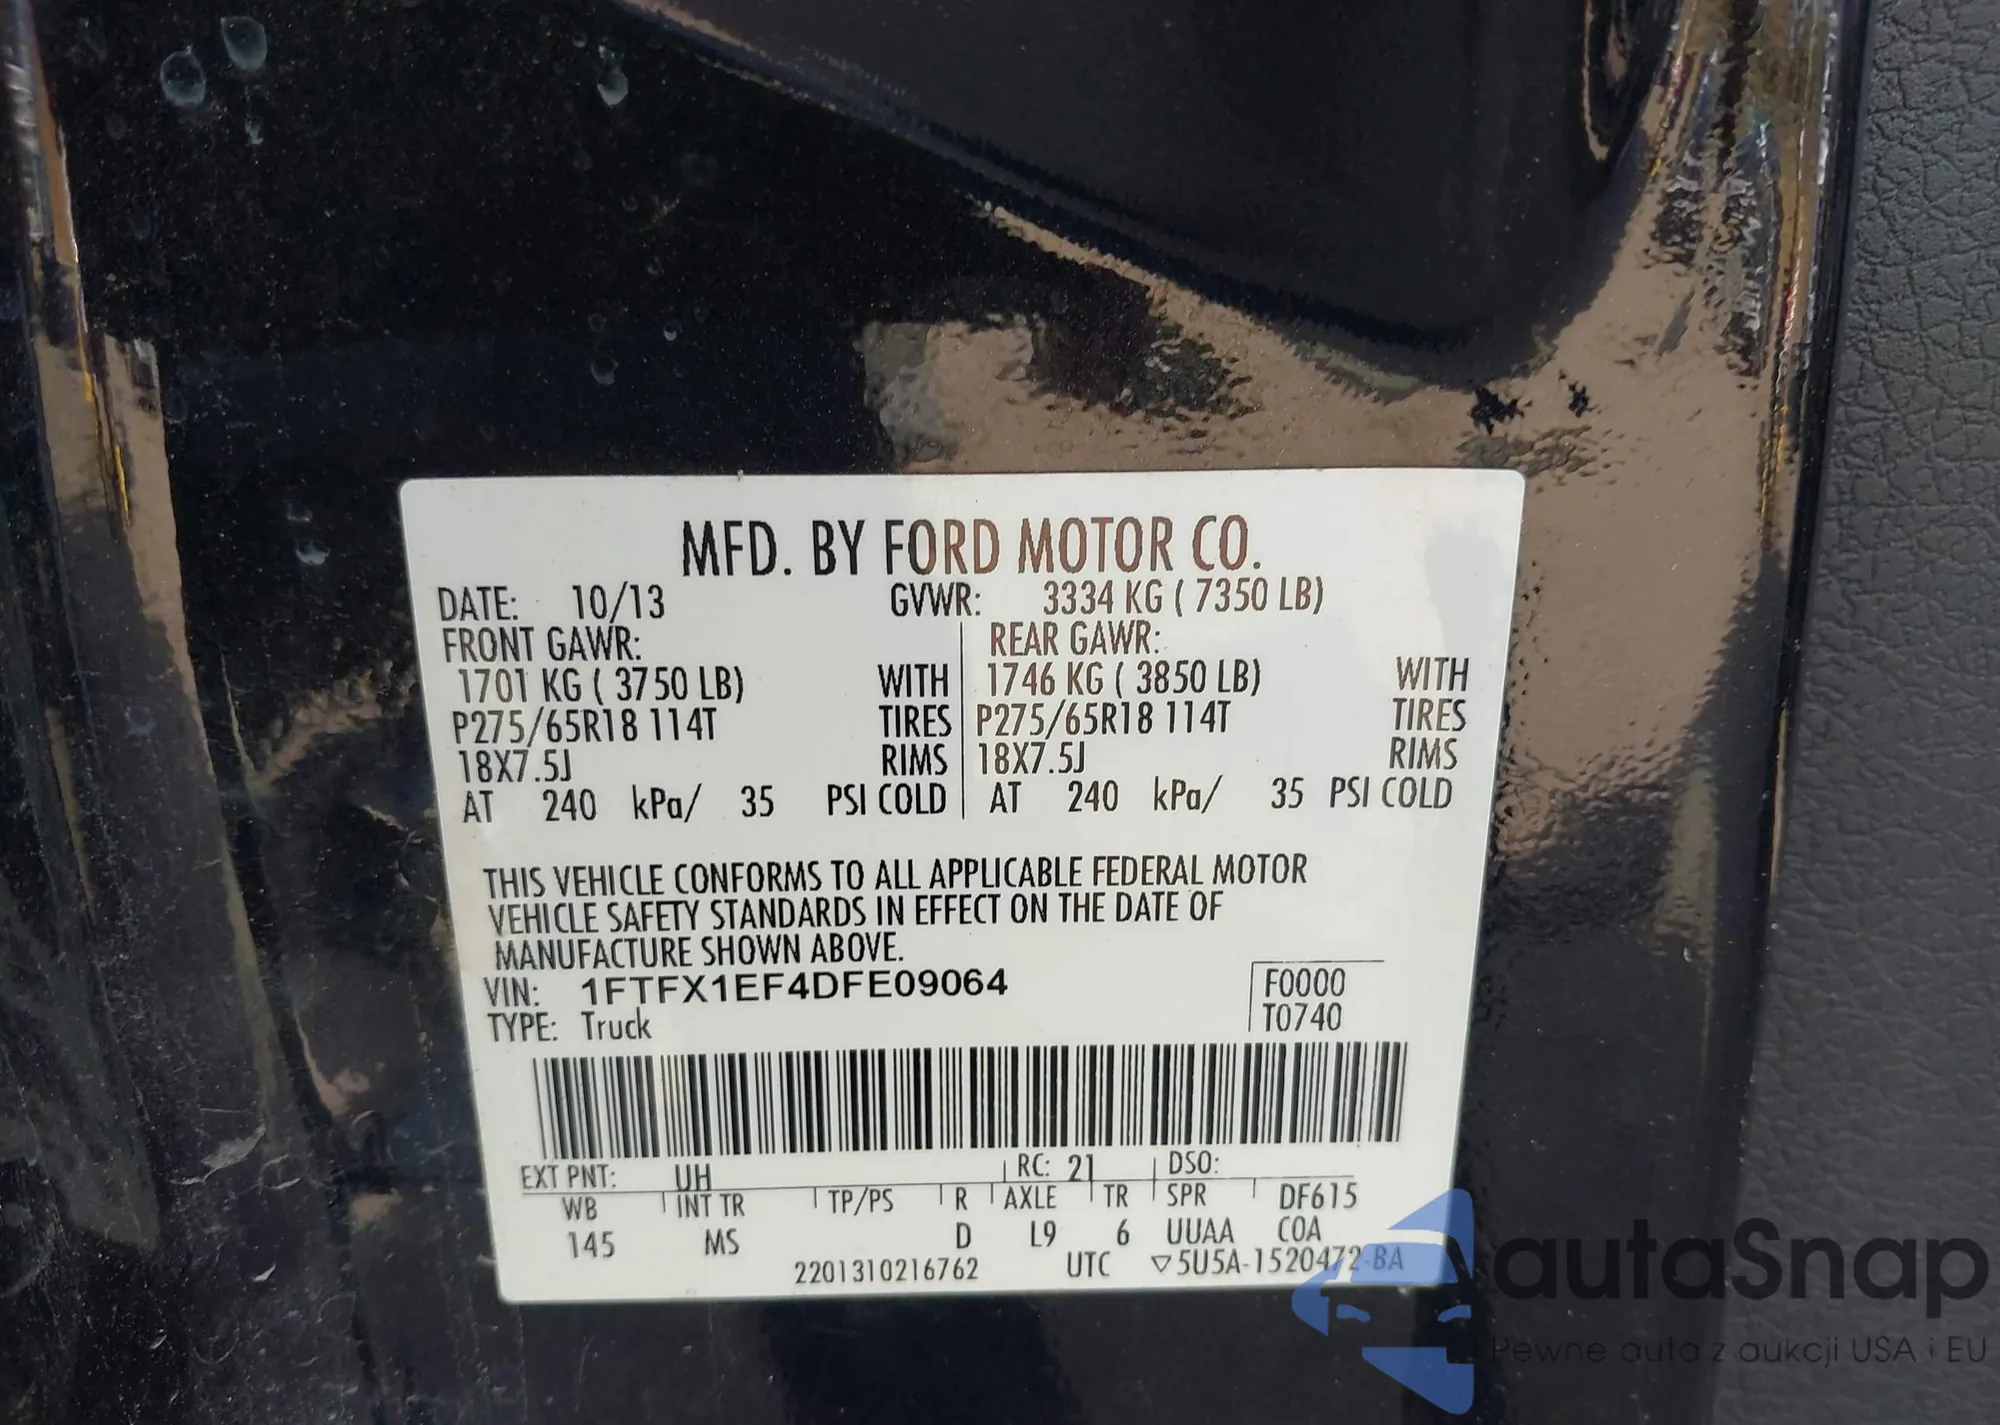 MFD. BY FORD MOTOR CO.
DATE: 10/13 GVWR: 3334 KG ( 7350 LB)
FRONT GAWR: REAR GAWR:
1701 KG ( 3750 LB) WITH 1746 KG ( 3850 LB) WITH
P275/65R18 114T TIRES P275/65R18 114T TIRES
18X7.5J RIMS 18X7.5J RIMS
AT 240 kPa/ 35 PSI COLD AT 240 kPa/ 35 PSI COLD
THIS VEHICLE CONFORMS TO ALL APPLICABLE FEDERAL MOTOR
VEHICLE SAFETY STANDARDS IN EFFECT ON THE DATE OF
MANUFACTURE SHOWN ABOVE.
VIN: 1FTFX1EF4DFE09064 F0000
TYPE: Truck T0740
EXT PNT: UH RC: 21 DSO:
WB INT TR TP/PS R AXLE TR SPR DF615
145 MS D L9 6 UUAA COA
2201310216762 UTC ▽5U5A-1520472-BA
autaSnap
Pewne auta z aukcji USA i EU